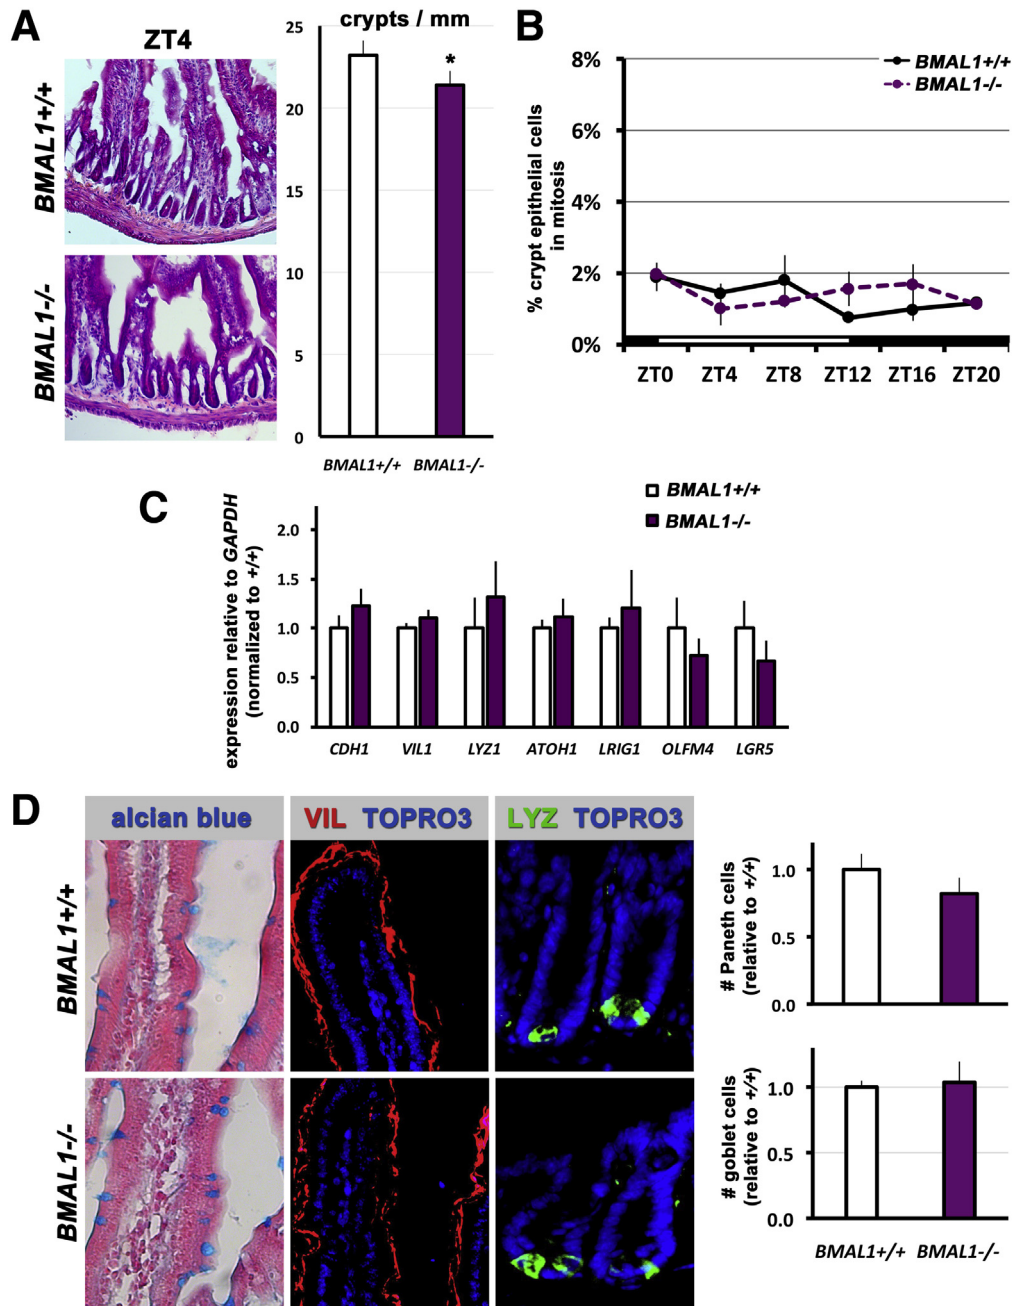 A
ZT4
BMAL1+/+
BMAL1-/-
crypts / mm
25
20
15
10
5
0
BMAL1+/+ BMAL1-/-
*
B
% crypt epithelial cells
in mitosis
8%
6%
4%
2%
0%
BMAL1+/+
BMAL1-/-
ZT0 ZT4 ZT8 ZT12 ZT16 ZT20
C
expression relative to GAPDH
(normalized to +/+)
BMAL1+/+
BMAL1-/-
2.0
1.5
1.0
0.5
0.0
CDH1 VIL1 LYZ1 ATOH1 LRIG1 OLFM4 LGR5
D
alcian blue
VIL TOPRO3
LYZ TOPRO3
BMAL1+/+
BMAL1-/-
# Paneth cells
(relative to +/+)
1.0
0.5
0.0
# goblet cells
(relative to +/+)
1.0
0.5
0.0
BMAL1+/+ BMAL1-/-